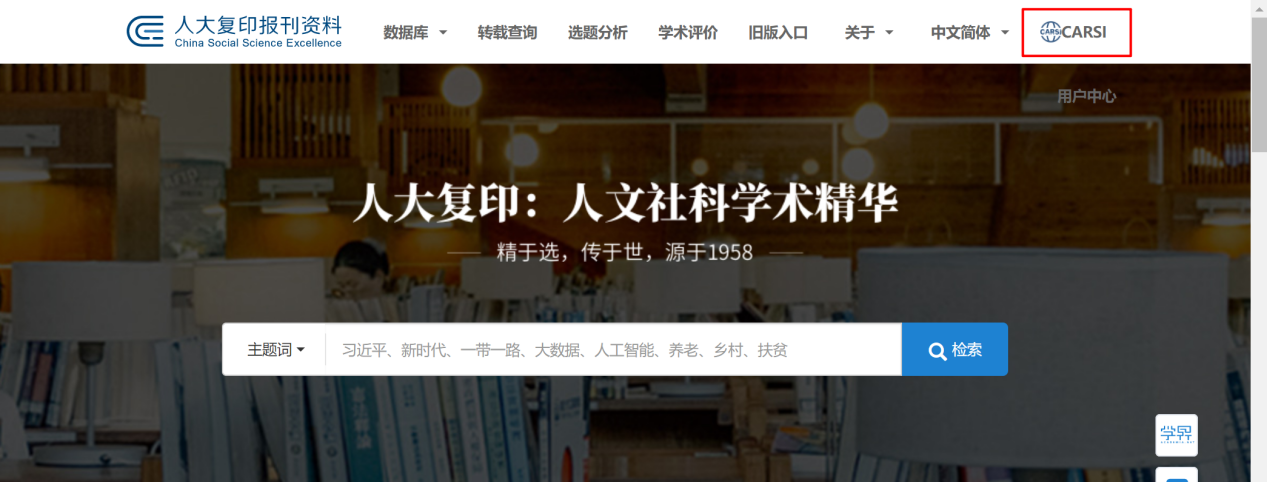 人大复印报刊资料
China Social Science Excellence
数据库 转载查询 选题分析 学术评价 旧版入口 关于 中文简体 CARSI CARSI
用户中心
人大复印：人文社科学术精华
精于选，传于世，源于1958
主题词 习近平、新时代、一带一路、大数据、人工智能、养老、乡村、扶贫 检索
学界